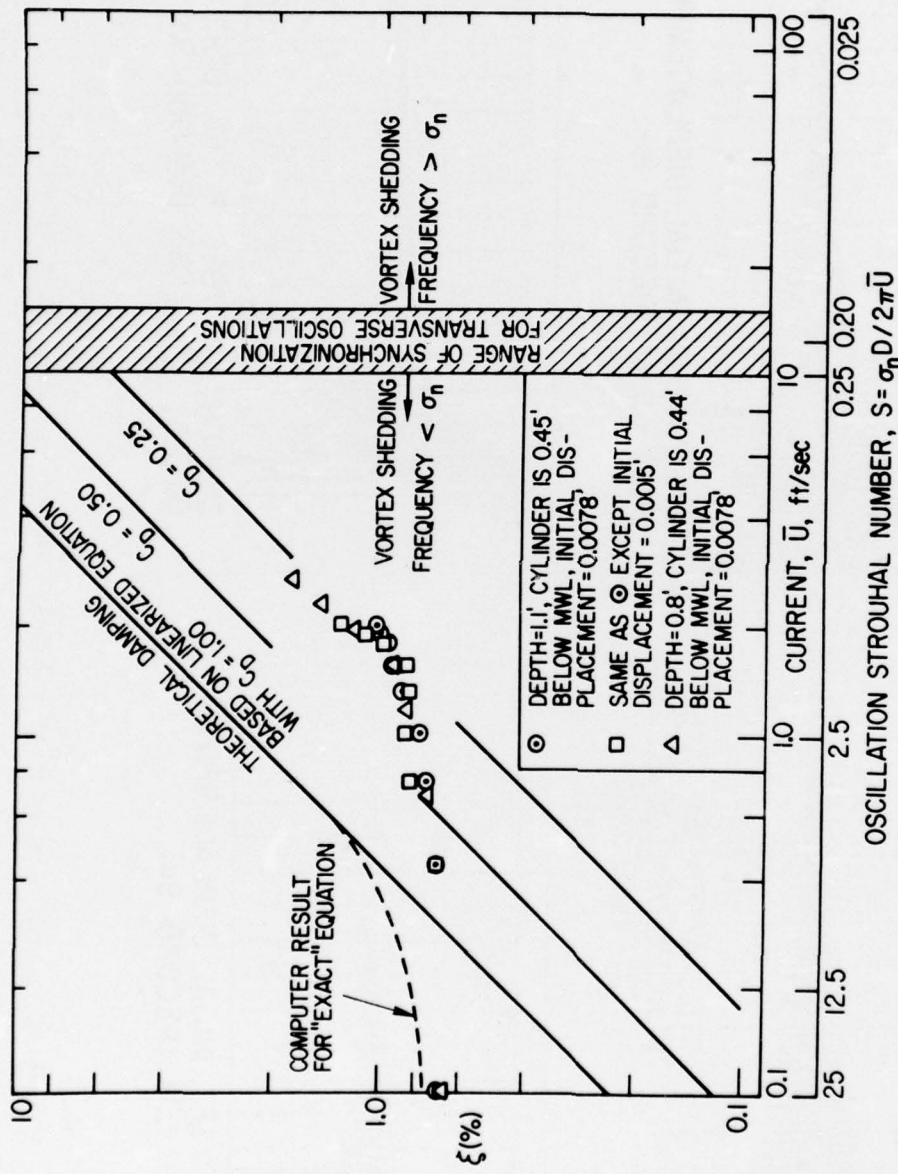 10
1.0
0.1
ξ(%)
COMPUTER RESULT
FOR "EXACT" EQUATION
THEORETICAL DAMPING
BASED ON LINEARIZED EQUATION
WITH C_D = 1.00
C_D = 0.50
C_D = 0.25
VORTEX SHEDDING
FREQUENCY < σₙ
RANGE OF SYNCHRONIZATION
FOR TRANSVERSE OSCILLATIONS
VORTEX SHEDDING
FREQUENCY > σₙ
⊙ DEPTH=1.1', CYLINDER IS 0.45'
BELOW MWL, INITIAL DIS-
PLACEMENT=0.0078'
□ SAME AS ⊙ EXCEPT INITIAL
DISPLACEMENT = 0.0015'
△ DEPTH=0.8', CYLINDER IS 0.44'
BELOW MWL, INITIAL DIS-
PLACEMENT=0.0078'
0.1 1.0 10 100
CURRENT, U̅, ft/sec
25 12.5 2.5 0.25 0.20 0.025
OSCILLATION STROUHAL NUMBER, S = σₙD/2πU̅